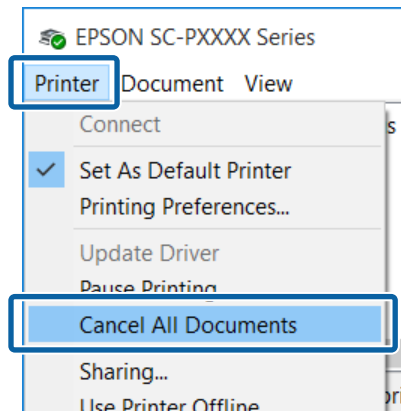 EPSON SC-PXXXX Series
Printer Document View
Connect
s
Set As Default Printer
Printing Preferences...
Update Driver
Pause Printing
Cancel All Documents
Sharing...
Use Printer Offline